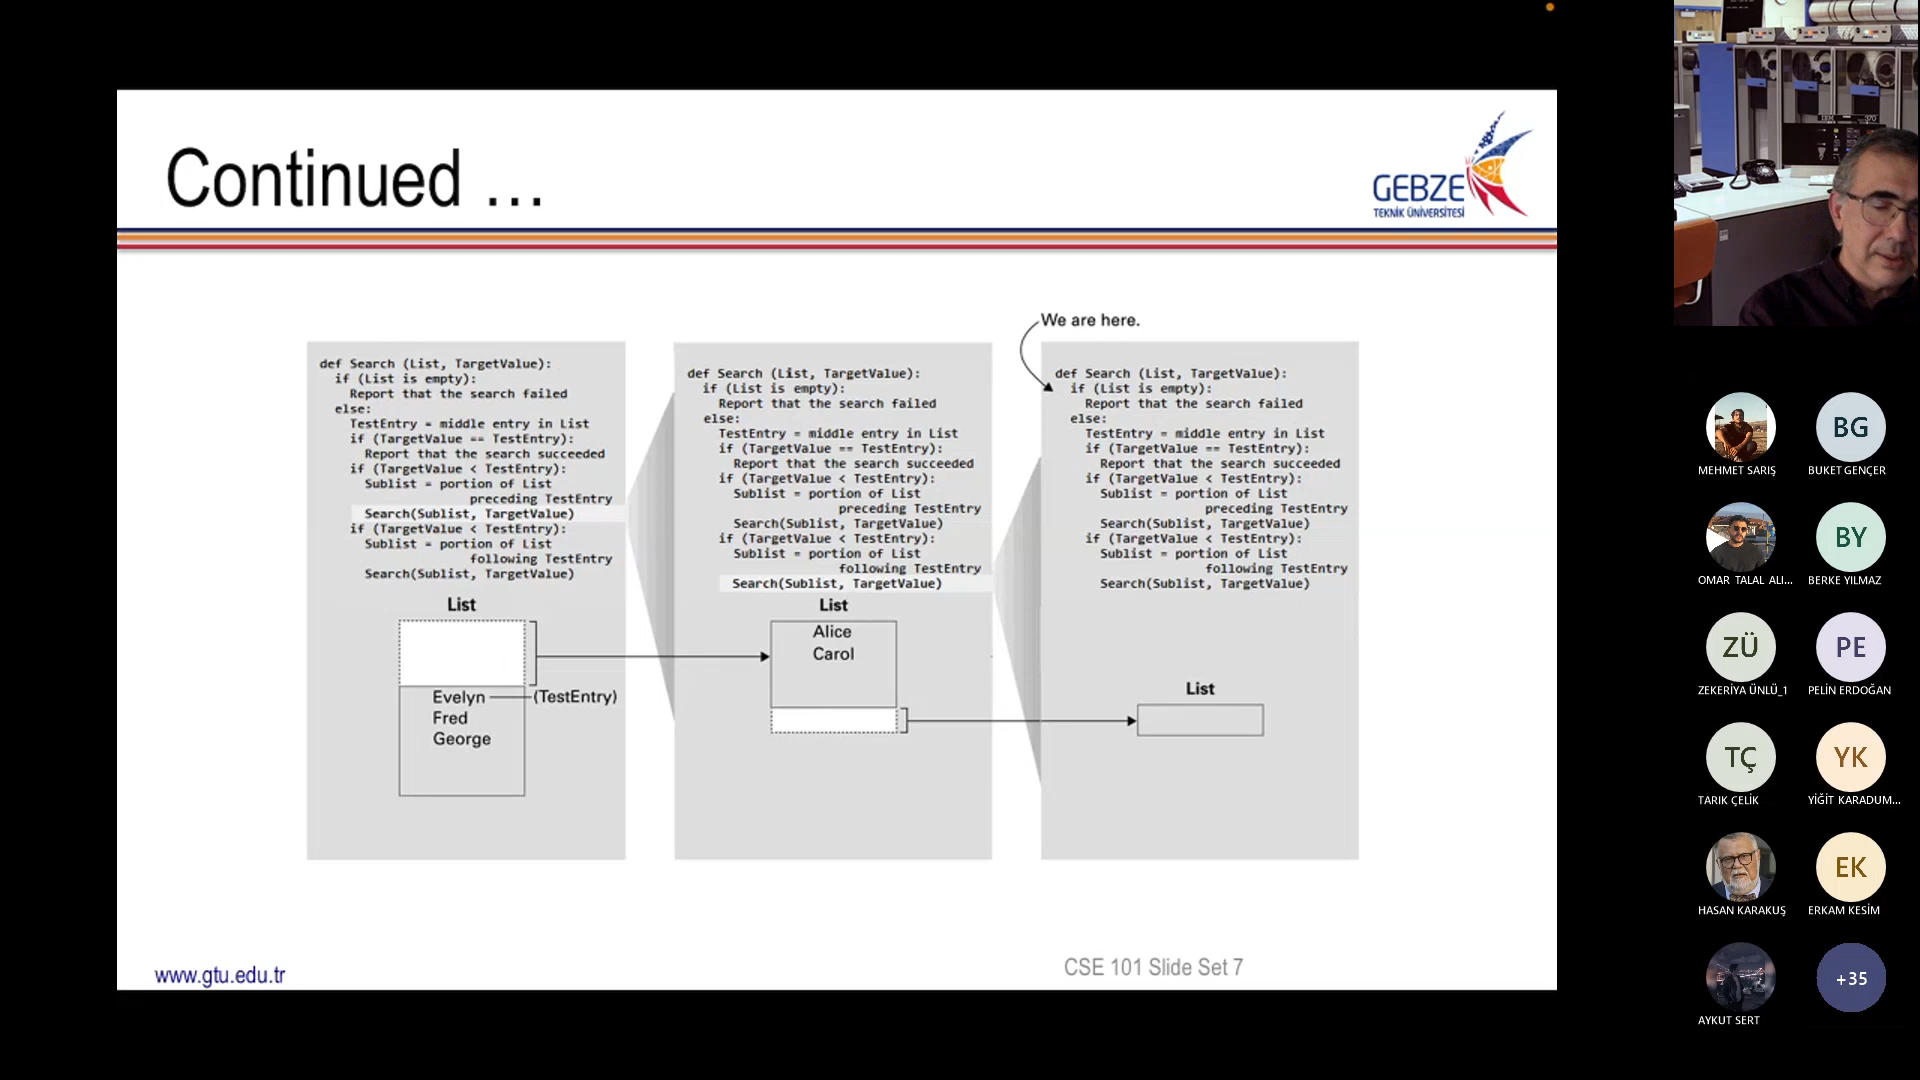 Continued ...
GEBZE
TEKNİK ÜNİVERSİTESİ
We are here.
def Search (List, TargetValue):
if (List is empty):
Report that the search failed
else:
TestEntry = middle entry in List
if (TargetValue == TestEntry):
Report that the search succeeded
if (TargetValue < TestEntry):
Sublist = portion of List
preceding TestEntry
Search(Sublist, TargetValue)
if (TargetValue < TestEntry):
Sublist = portion of List
following TestEntry
Search(Sublist, TargetValue)
List
Evelyn
(TestEntry)
Fred
George
def Search (List, TargetValue):
if (List is empty):
Report that the search failed
else:
TestEntry = middle entry in List
if (TargetValue == TestEntry):
Report that the search succeeded
if (TargetValue < TestEntry):
Sublist = portion of List
preceding TestEntry
Search(Sublist, TargetValue)
if (TargetValue < TestEntry):
Sublist = portion of List
following TestEntry
Search(Sublist, TargetValue)
List
Alice
Carol
def Search (List, TargetValue):
if (List is empty):
Report that the search failed
else:
TestEntry = middle entry in List
if (TargetValue == TestEntry):
Report that the search succeeded
if (TargetValue < TestEntry):
Sublist = portion of List
preceding TestEntry
Search(Sublist, TargetValue)
if (TargetValue < TestEntry):
Sublist = portion of List
following TestEntry
Search(Sublist, TargetValue)
List
www.gtu.edu.tr
CSE 101 Slide Set 7
IBM
MEHMET SARIŞ
BG
BUKET GENÇER
OMAR TALAL ALI...
BY
BERKE YILMAZ
ZÜ
ZEKERİYA ÜNLÜ_1
PE
PELİN ERDOĞAN
TÇ
TARIK ÇELİK
YK
YİĞİT KARADUM...
HASAN KARAKUŞ
EK
ERKAM KESİM
AYKUT SERT
+35